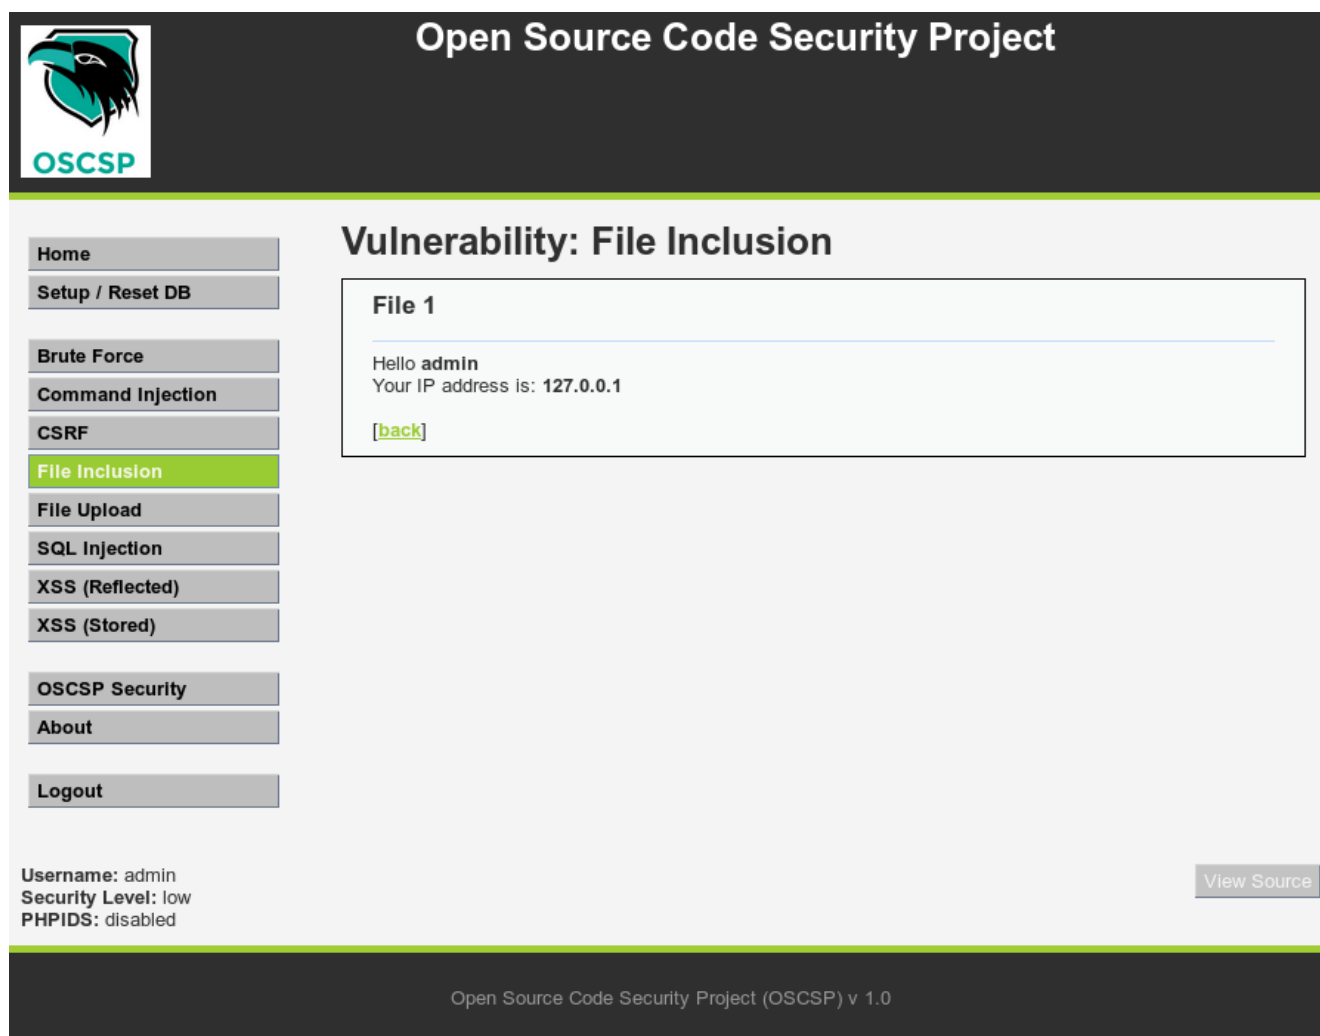 Open Source Code Security Project
OSCSP
Home
Setup / Reset DB
Brute Force
Command Injection
CSRF
File Inclusion
File Upload
SQL Injection
XSS (Reflected)
XSS (Stored)
OSCSP Security
About
Logout
Vulnerability: File Inclusion
File 1
Hello admin
Your IP address is: 127.0.0.1
[back]
Username: admin
Security Level: low
PHPIDS: disabled
View Source
Open Source Code Security Project (OSCSP) v 1.0